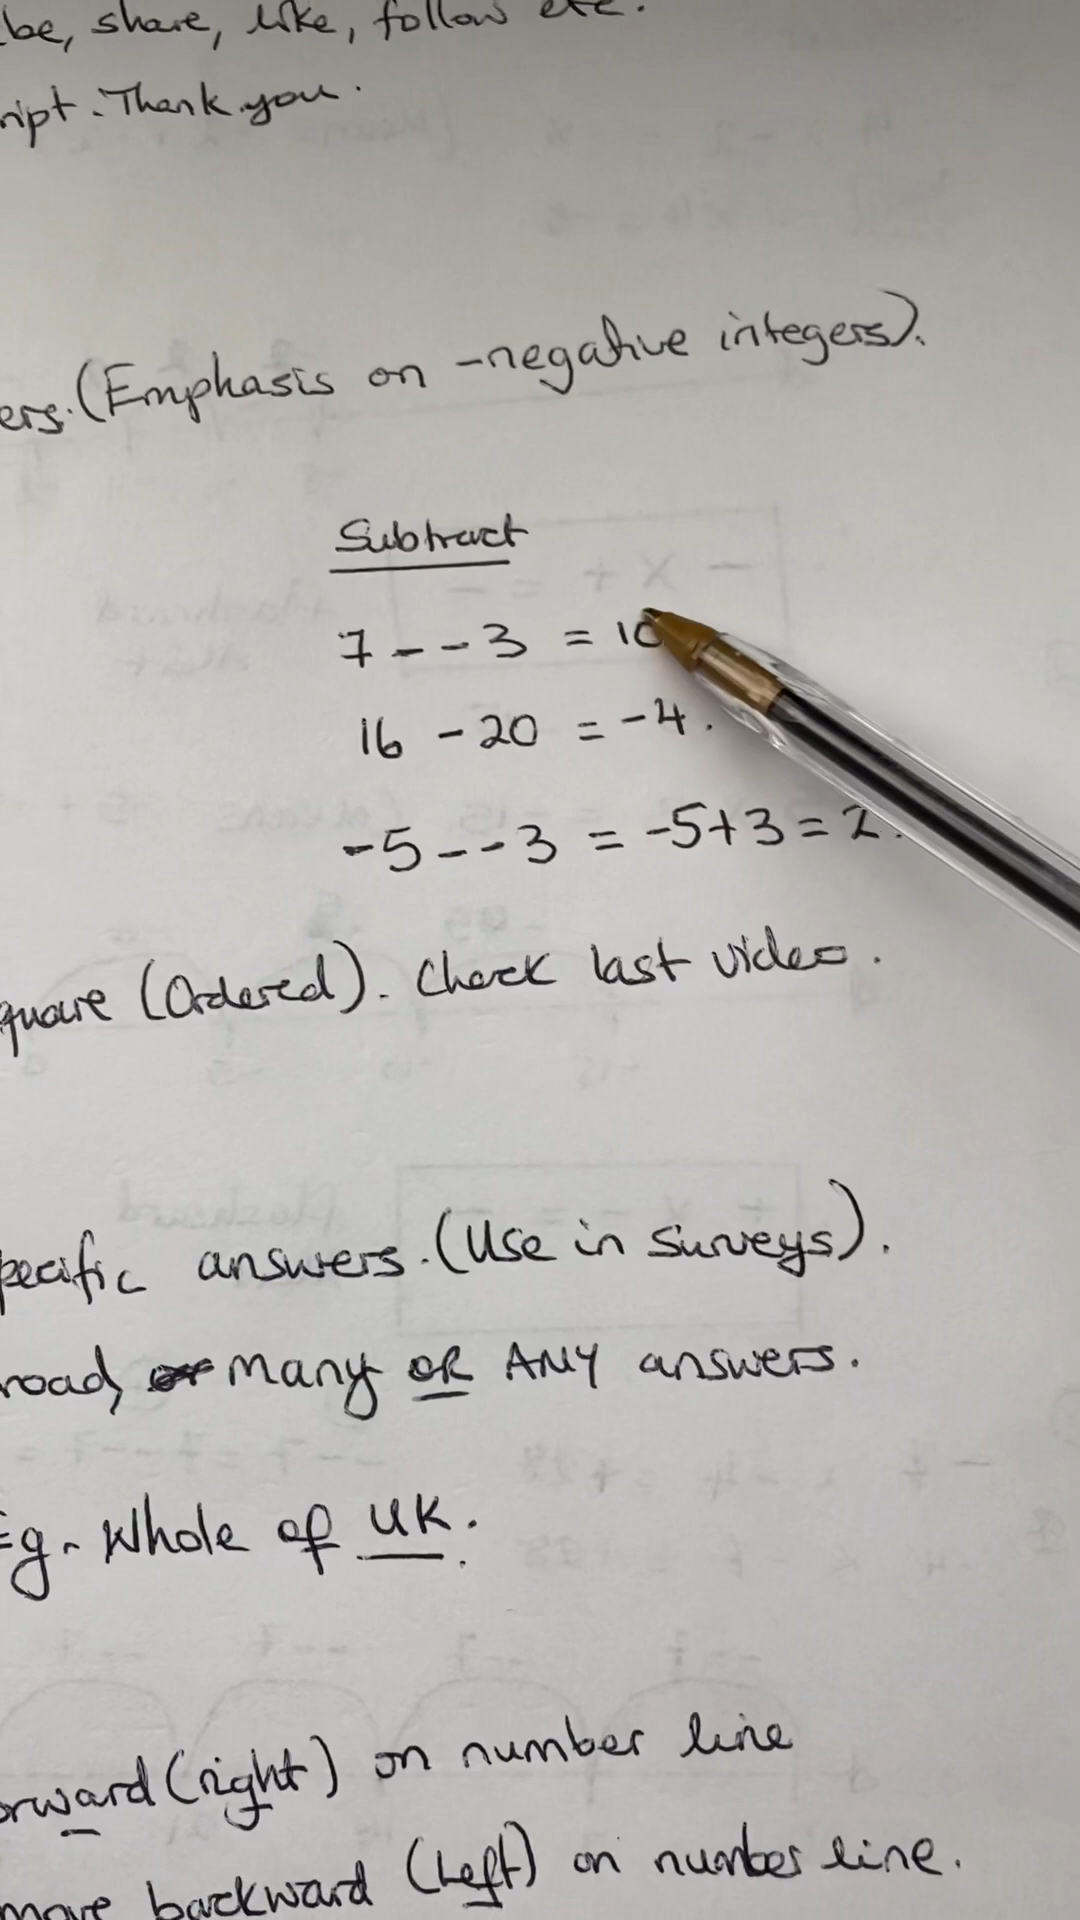 be, share, like, follow etc.
ript. Thank you.
ers. (Emphasis on -negative integers).
Subtract
7 - - 3 = 10
16 - 20 = -4.
-5 - - 3 = -5+3 = 2.
quare (Ordered). Check last video.
pecific answers. (Use in surveys).
road, many OR ANY answers.
Eg. Whole of UK.
orward (right) on number line
move backward (Left) on number line.